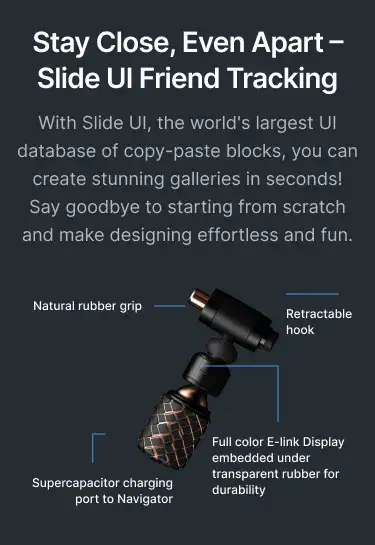 Stay Close, Even Apart –
Slide UI Friend Tracking
With Slide UI, the world's largest UI
database of copy-paste blocks, you can
create stunning galleries in seconds!
Say goodbye to starting from scratch
and make designing effortless and fun.
Natural rubber grip
Retractable
hook
Full color E-link Display
embedded under
transparent rubber for
durability
Supercapacitor charging
port to Navigator